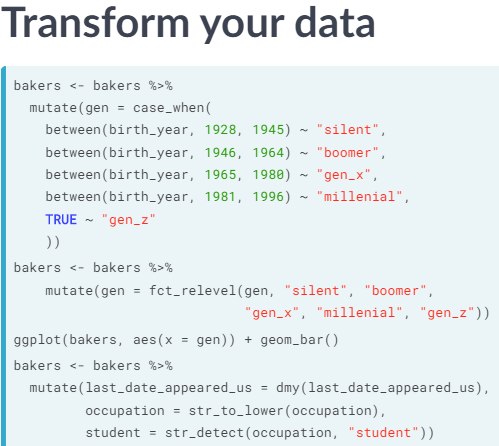 Transform your data
bakers <- bakers %>%
  mutate(gen = case_when(
    between(birth_year, 1928, 1945) ~ "silent",
    between(birth_year, 1946, 1964) ~ "boomer",
    between(birth_year, 1965, 1980) ~ "gen_x",
    between(birth_year, 1981, 1996) ~ "millenial",
    TRUE ~ "gen_z"
    ))
bakers <- bakers %>%
    mutate(gen = fct_relevel(gen, "silent", "boomer",
                             "gen_x", "millenial", "gen_z"))
ggplot(bakers, aes(x = gen)) + geom_bar()
bakers <- bakers %>%
  mutate(last_date_appeared_us = dmy(last_date_appeared_us),
         occupation = str_to_lower(occupation),
         student = str_detect(occupation, "student"))